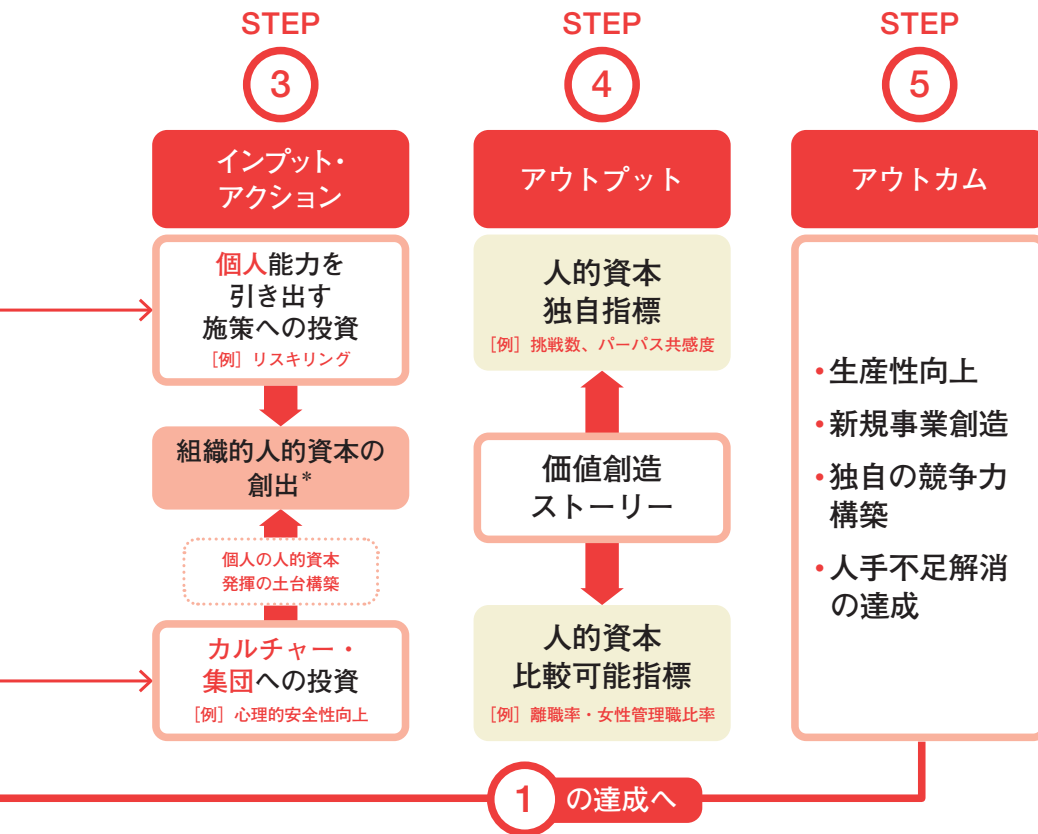 STEP
3
インプット・
アクション
個人能力を
引き出す
施策への投資
［例］リスキリング
組織的人的資本の
創出*
個人の人的資本
発揮の土台構築
カルチャー・
集団への投資
［例］心理的安全性向上
STEP
4
アウトプット
人的資本
独自指標
［例］挑戦数、パーパス共感度
価値創造
ストーリー
人的資本
比較可能指標
［例］離職率・女性管理職比率
STEP
5
アウトカム
・生産性向上
・新規事業創造
・独自の競争力
構築
・人手不足解消
の達成
1 の達成へ